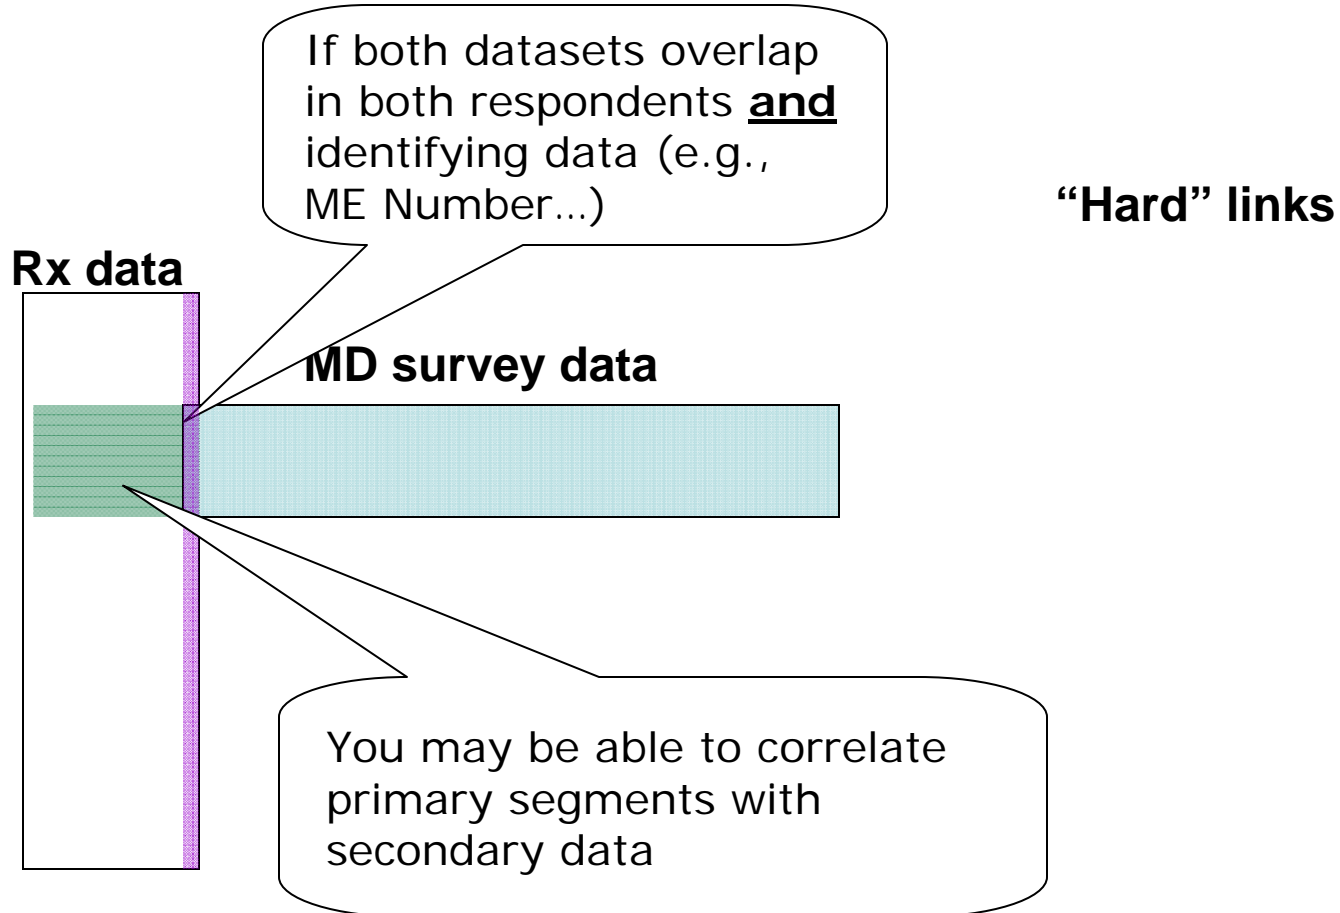 If both datasets overlap
in both respondents and
identifying data (e.g.,
ME Number…)
“Hard” links
Rx data
MD survey data
You may be able to correlate
primary segments with
secondary data